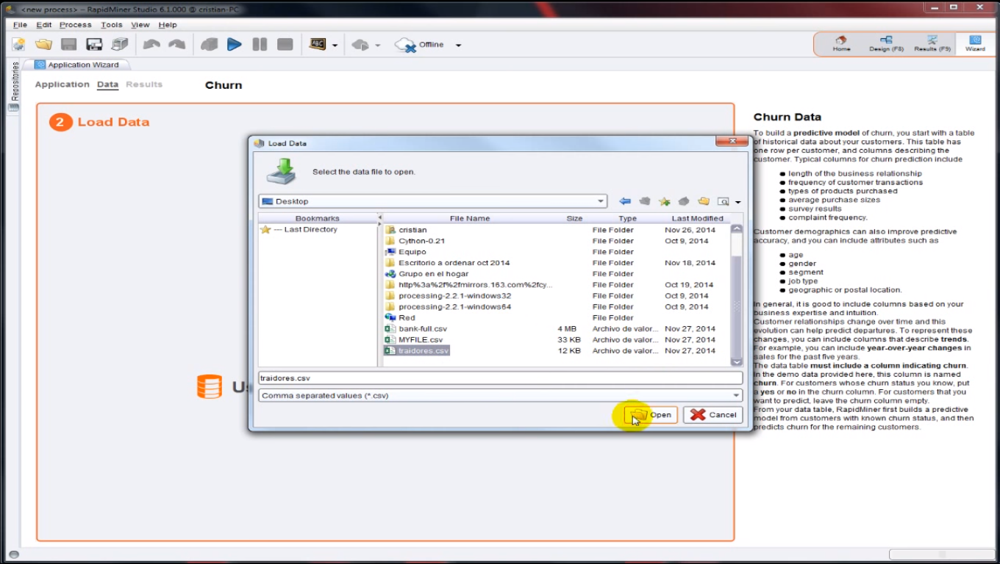 <new process> – RapidMiner Studio 6.1.000 @ cristian-PC
File Edit Process Tools View Help
Offline
Home Design (F8) Results (F9) Wizard
Repositories
Application Wizard
Application Data Results Churn
2 Load Data
Load Data
Select the data file to open.
Desktop
Bookmarks File Name Size Type Last Modified
--- Last Directory
cristian File Folder Nov 26, 2014
Cython-0.21 File Folder Oct 9, 2014
Equipo File Folder
Escritorio a ordenar oct 2014 File Folder Nov 18, 2014
Grupo en el hogar File Folder
http%3a%2f%2fmirrors.163.com%2fcy... File Folder Oct 19, 2014
processing-2.2.1-windows32 File Folder Oct 9, 2014
processing-2.2.1-windows64 File Folder Oct 9, 2014
Red File Folder
bank-full.csv 4 MB Archivo de valor... Nov 27, 2014
MYFILE.csv 33 KB Archivo de valor... Nov 27, 2014
traidores.csv 12 KB Archivo de valor... Nov 27, 2014
traidores.csv
Comma separated values (*.csv)
Open Cancel
Churn Data
To build a predictive model of churn, you start with a table
of historical data about your customers. This table has
one row per customer, and columns describing the
customer. Typical columns for churn prediction include
length of the business relationship
frequency of customer transactions
types of products purchased
average purchase sizes
survey results
complaint frequency.
Customer demographics can also improve predictive
accuracy, and you can include attributes such as
age
gender
segment
job type
geographic or postal location.
In general, it is good to include columns based on your
business expertise and intuition.
Customer relationships change over time and this
evolution can help predict departures. To represent these
changes, you can include columns that describe trends.
For example, you can include year-over-year changes in
sales for the past five years.
The data table must include a column indicating churn.
In the demo data provided here, this column is named
churn. For customers whose churn status you know, put
a yes or no in the churn column. For customers that you
want to predict, leave the churn column empty.
From your data table, RapidMiner first builds a predictive
model from customers with known churn status, and then
predicts churn for the remaining customers.